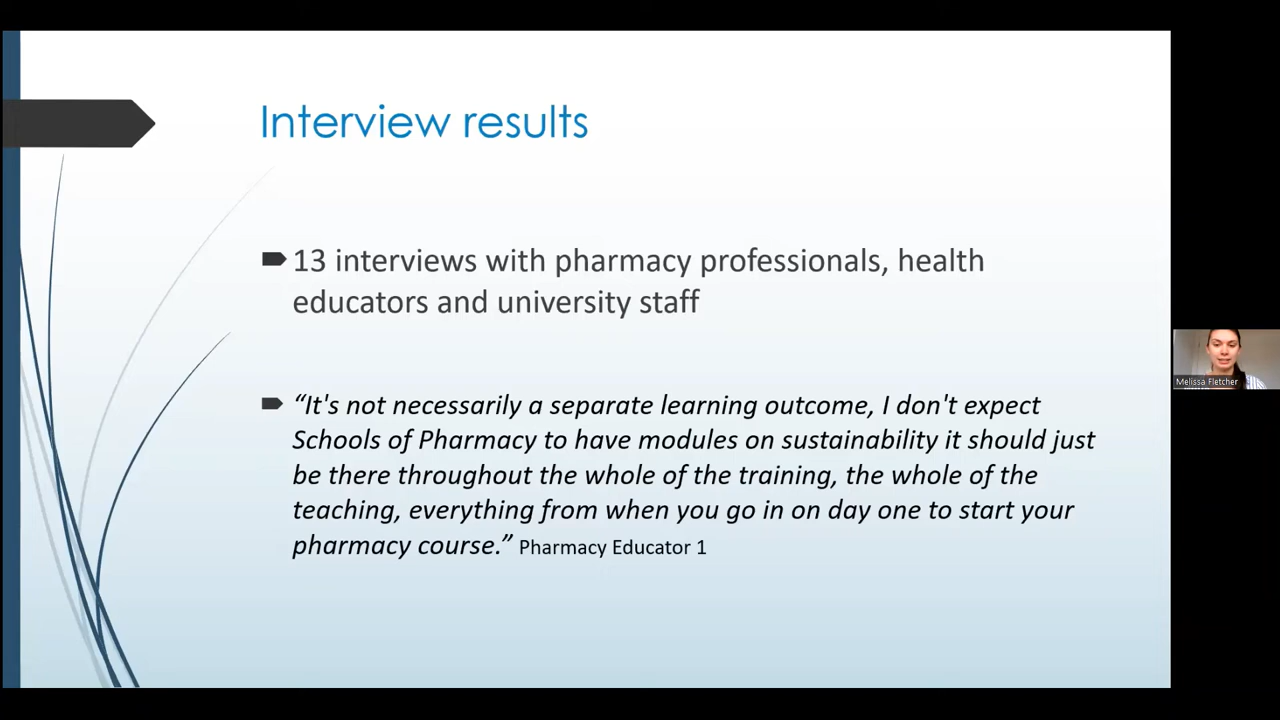 Interview results
13 interviews with pharmacy professionals, health
educators and university staff
“It's not necessarily a separate learning outcome, I don't expect
Schools of Pharmacy to have modules on sustainability it should just
be there throughout the whole of the training, the whole of the
teaching, everything from when you go in on day one to start your
pharmacy course.” Pharmacy Educator 1
Melissa Fletcher